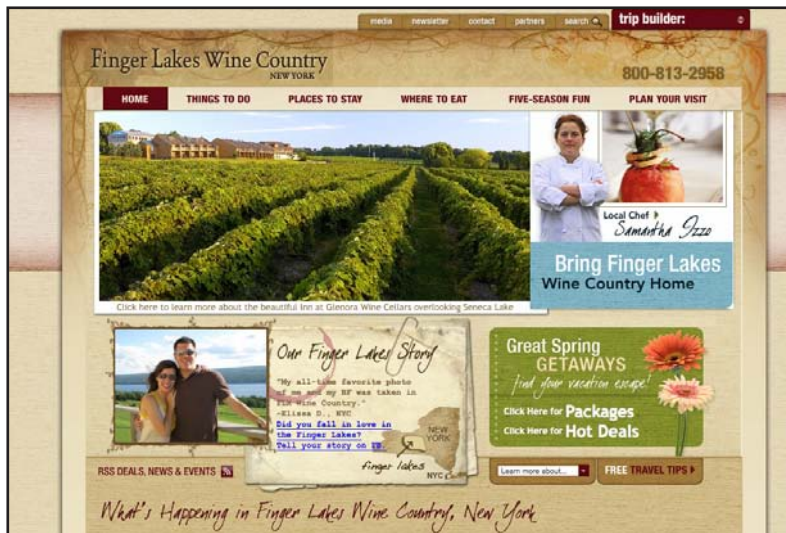 media newsletter contact partners search trip builder:
Finger Lakes Wine Country
NEW YORK
800-813-2958
HOME THINGS TO DO PLACES TO STAY WHERE TO EAT FIVE-SEASON FUN PLAN YOUR VISIT
Local Chef
Samantha Izzo
Bring Finger Lakes
Wine Country Home
Click here to learn more about the beautiful Inn at Glenora Wine Cellars overlooking Seneca Lake
Our Finger Lakes Story
"My all-time favorite photo
of me and my BF was taken in
FLX Wine Country."
~Elissa D., NYC
Did you fall in love in
the Finger Lakes?
Tell your story on FB.
NEW
YORK
finger lakes
NYC
Great Spring
GETAWAYS
find your vacation escape!
Click Here for Packages
Click Here for Hot Deals
RSS DEALS, NEWS & EVENTS
Learn more about...
FREE TRAVEL TIPS
What's Happening in Finger Lakes Wine Country, New York